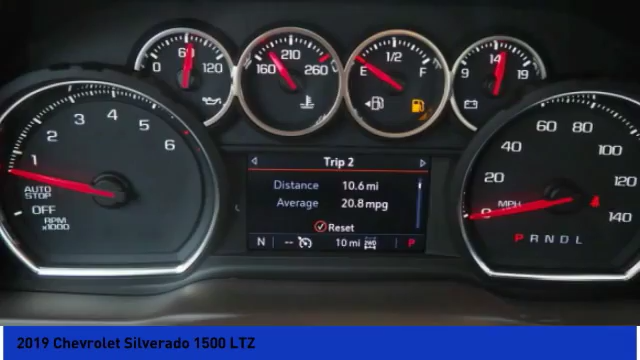 0 60 120
160 210 260
E 1/2 F
9 14 19
1 2 3 4 5 6
AUTO
STOP
OFF
RPM
x1000
Trip 2
Distance 10.6 mi
Average 20.8 mpg
Reset
N -- 10 mi 2WD P
0 20 40 60 80 100 120 140
MPH
P R N D L
2019 Chevrolet Silverado 1500 LTZ